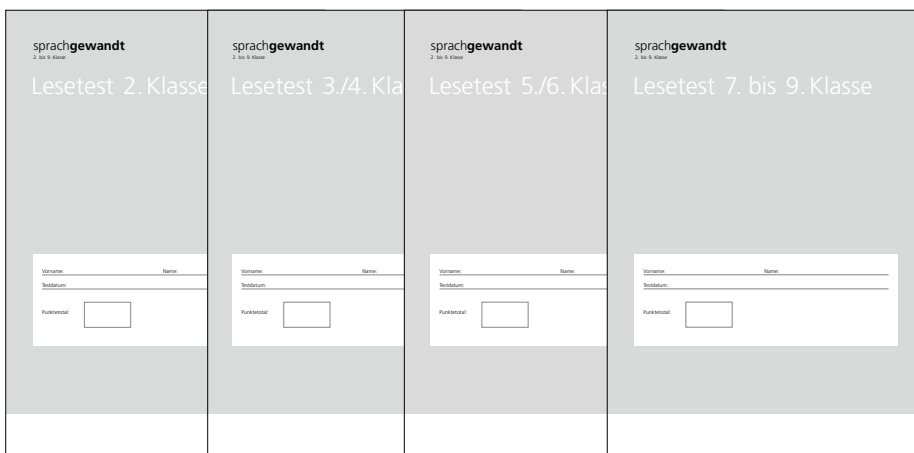 sprachgewandt
2. bis 9. Klasse
Lesetest 2. Klasse
Vorname: Name:
Testdatum:
Punktetotal:
sprachgewandt
2. bis 9. Klasse
Lesetest 3./4. Kla
Vorname: Name:
Testdatum:
Punktetotal:
sprachgewandt
2. bis 9. Klasse
Lesetest 5./6. Klas
Vorname: Name:
Testdatum:
Punktetotal:
sprachgewandt
2. bis 9. Klasse
Lesetest 7. bis 9. Klasse
Vorname: Name:
Testdatum:
Punktetotal: